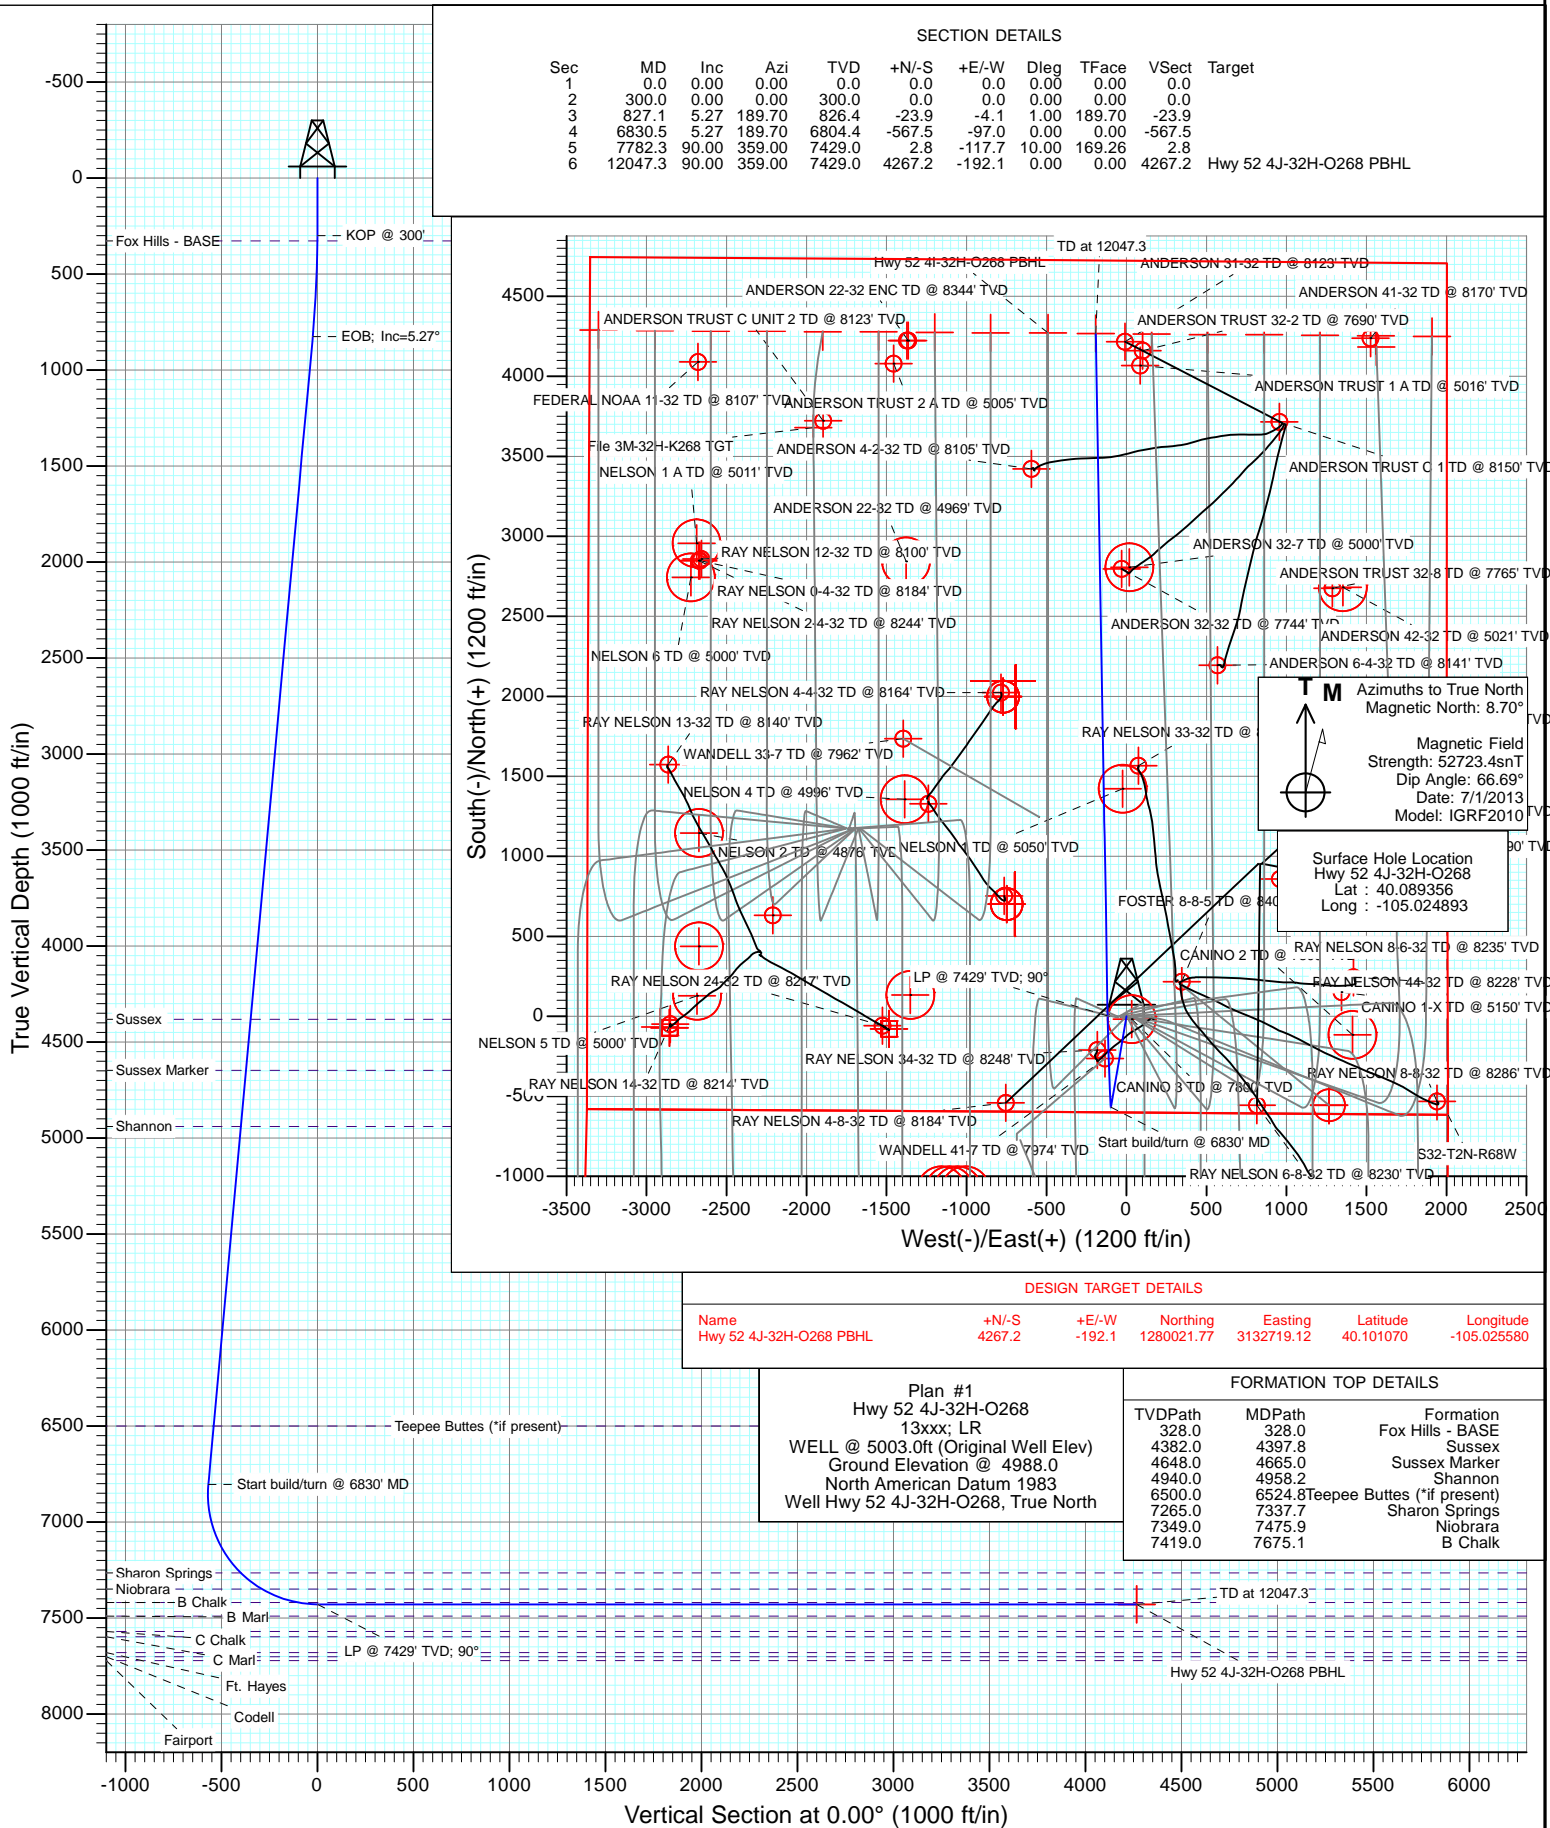 SECTION DETAILS
Sec MD Inc Azi TVD +N/-S +E/-W Dleg TFace VSect Target
1 0.0 0.00 0.00 0.0 0.0 0.0 0.00 0.00 0.0
2 300.0 0.00 0.00 300.0 0.0 0.0 0.00 0.00 0.0
3 827.1 5.27 189.70 826.4 -23.9 -4.1 1.00 189.70 -23.9
4 6830.5 5.27 189.70 6804.4 -567.5 -97.0 0.00 0.00 -567.5
5 7782.3 90.00 359.00 7429.0 2.8 -117.7 10.00 169.26 2.8
6 12047.3 90.00 359.00 7429.0 4267.2 -192.1 0.00 0.00 4267.2 Hwy 52 4J-32H-O268 PBHL
True Vertical Depth (1000 ft/in)
-500
0
500
1000
1500
2000
2500
3000
3500
4000
4500
5000
5500
6000
6500
7000
7500
8000
Fox Hills - BASE
KOP @ 300'
EOB; Inc=5.27°
Sussex
Sussex Marker
Shannon
Teepee Buttes (*if present)
Start build/turn @ 6830' MD
Sharon Springs
Niobrara
B Chalk
B Marl
C Chalk
C Marl
Ft. Hayes
Codell
Fairport
LP @ 7429' TVD; 90°
TD at 12047.3
Hwy 52 4J-32H-O268 PBHL
-1000 -500 0 500 1000 1500 2000 2500 3000 3500 4000 4500 5000 5500 6000
Vertical Section at 0.00° (1000 ft/in)
South(-)/North(+) (1200 ft/in)
4500
4000
3500
3000
2500
2000
1500
1000
500
0
-1000
-3500 -3000 -2500 -2000 -1500 -1000 -500 0 500 1000 1500 2000 2500
West(-)/East(+) (1200 ft/in)
TD at 12047.3
Hwy 52 4I-32H-O268 PBHL
ANDERSON 31-32 TD @ 8123' TVD
ANDERSON 22-32 ENC TD @ 8344' TVD
ANDERSON 41-32 TD @ 8170' TVD
ANDERSON TRUST C UNIT 2 TD @ 8123' TVD
ANDERSON TRUST 32-2 TD @ 7690' TVD
FEDERAL NOAA 11-32 TD @ 8107' TVD
ANDERSON TRUST 2 A TD @ 5005' TVD
ANDERSON TRUST 1 A TD @ 5016' TVD
File 3M-32H-K268 TGT
ANDERSON 4-2-32 TD @ 8105' TVD
NELSON 1 A TD @ 5011' TVD
ANDERSON TRUST C 1 TD @ 8150' TVD
ANDERSON 22-32 TD @ 4969' TVD
RAY NELSON 12-32 TD @ 8100' TVD
ANDERSON 32-7 TD @ 5000' TVD
ANDERSON TRUST 32-8 TD @ 7765' TVD
RAY NELSON 0-4-32 TD @ 8184' TVD
RAY NELSON 2-4-32 TD @ 8244' TVD
ANDERSON 32-32 TD @ 7744' TVD
ANDERSON 42-32 TD @ 5021' TVD
NELSON 6 TD @ 5000' TVD
ANDERSON 6-4-32 TD @ 8141' TVD
RAY NELSON 4-4-32 TD @ 8164' TVD
RAY NELSON 13-32 TD @ 8140' TVD
RAY NELSON 33-32 TD @
WANDELL 33-7 TD @ 7962' TVD
NELSON 4 TD @ 4996' TVD
NELSON 2 TD @ 4876' TVD
NELSON 1 TD @ 5050' TVD
FOSTER 8-8-5 TD @ 840
RAY NELSON 8-6-32 TD @ 8235' TVD
CANINO 2 TD @
RAY NELSON 24-32 TD @ 8217' TVD
LP @ 7429' TVD; 90°
RAY NELSON 44-32 TD @ 8228' TVD
CANINO 1-X TD @ 5150' TVD
NELSON 5 TD @ 5000' TVD
RAY NELSON 34-32 TD @ 8248' TVD
RAY NELSON 14-32 TD @ 8214' TVD
CANINO 3 TD @ 7800' TVD
RAY NELSON 8-8-32 TD @ 8286' TVD
RAY NELSON 4-8-32 TD @ 8184' TVD
WANDELL 41-7 TD @ 7974' TVD
Start build/turn @ 6830' MD
S32-T2N-R68W
RAY NELSON 6-8-32 TD @ 8230' TVD
T M
Azimuths to True North
Magnetic North: 8.70°
Magnetic Field
Strength: 52723.4snT
Dip Angle: 66.69°
Date: 7/1/2013
Model: IGRF2010
Surface Hole Location
Hwy 52 4J-32H-O268
Lat : 40.089356
Long : -105.024893
DESIGN TARGET DETAILS
Name +N/-S +E/-W Northing Easting Latitude Longitude
Hwy 52 4J-32H-O268 PBHL 4267.2 -192.1 1280021.77 3132719.12 40.101070 -105.025580
Plan #1
Hwy 52 4J-32H-O268
13xxx; LR
WELL @ 5003.0ft (Original Well Elev)
Ground Elevation @ 4988.0
North American Datum 1983
Well Hwy 52 4J-32H-O268, True North
FORMATION TOP DETAILS
TVDPath MDPath Formation
328.0 328.0 Fox Hills - BASE
4382.0 4397.8 Sussex
4648.0 4665.0 Sussex Marker
4940.0 4958.2 Shannon
6500.0 6524.8 Teepee Buttes (*if present)
7265.0 7337.7 Sharon Springs
7349.0 7475.9 Niobrara
7419.0 7675.1 B Chalk